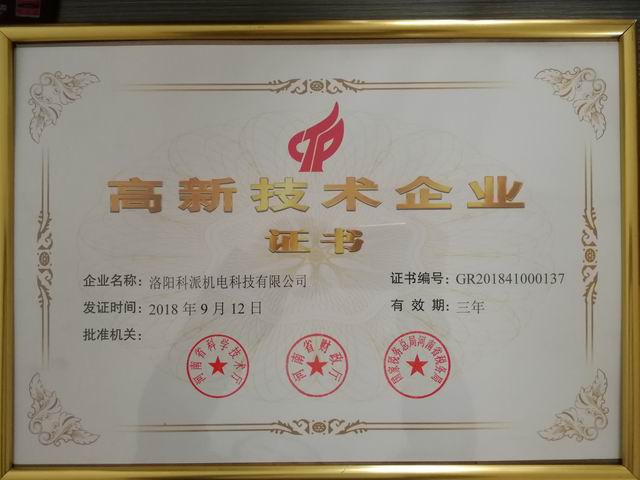 高新技术企业
证书
企业名称：洛阳科派机电科技有限公司
证书编号：GR201841000137
发证时间：2018年9月12日
有效期：三年
批准机关：
河南省科学技术厅
河南省财政厅
国家税务总局河南省税务局